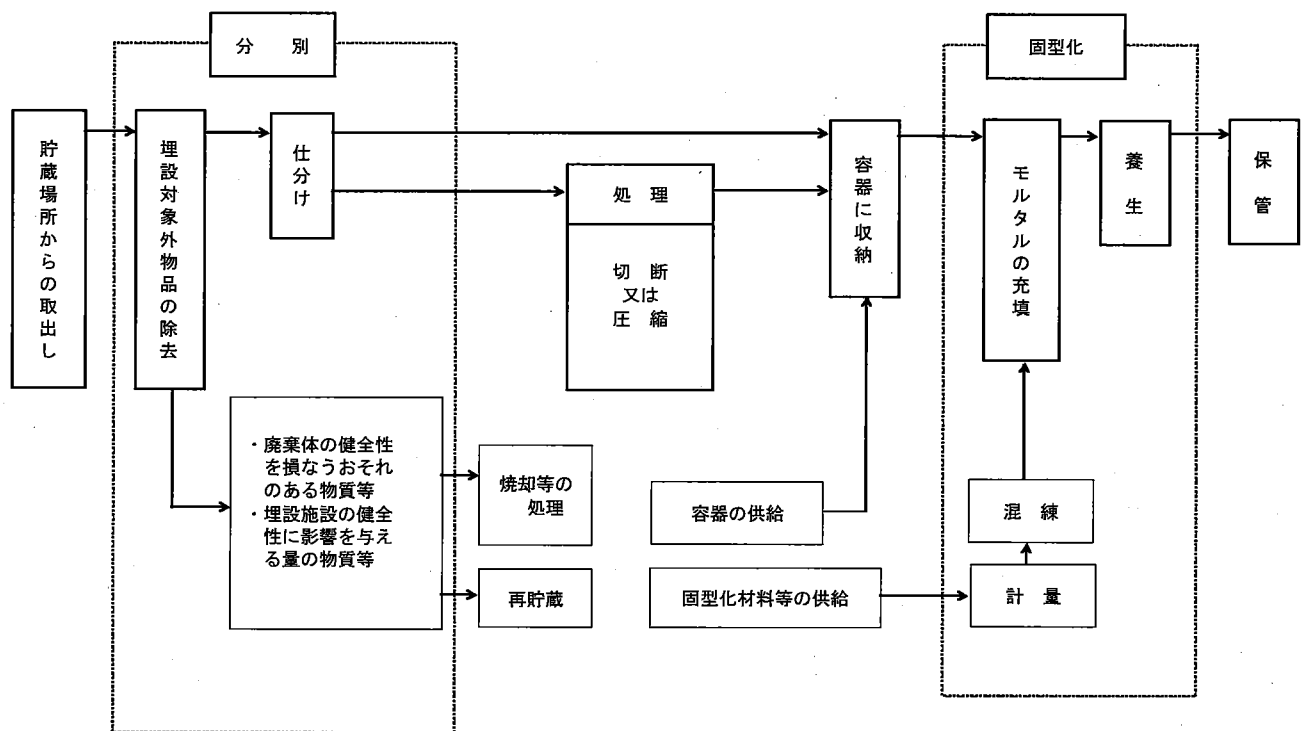 分　別
固型化
貯蔵場所からの取出し
埋設対象外物品の除去
仕分け
処　理
切　断
又は
圧　縮
容器に収納
モルタルの充填
養生
保管
・廃棄体の健全性
を損なうおそれ
のある物質等
・埋設施設の健全
性に影響を与え
る量の物質等
焼却等の
処理
再貯蔵
容器の供給
固型化材料等の供給
混　練
計　量